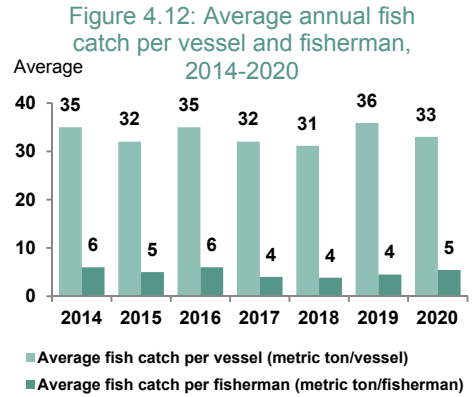 Figure 4.12: Average annual fish
catch per vessel and fisherman,
2014-2020
Average
40
30
20
10
0
35 32 35 32 31 36 33
6 5 6 4 4 4 5
2014 2015 2016 2017 2018 2019 2020
Average fish catch per vessel (metric ton/vessel)
Average fish catch per fisherman (metric ton/fisherman)